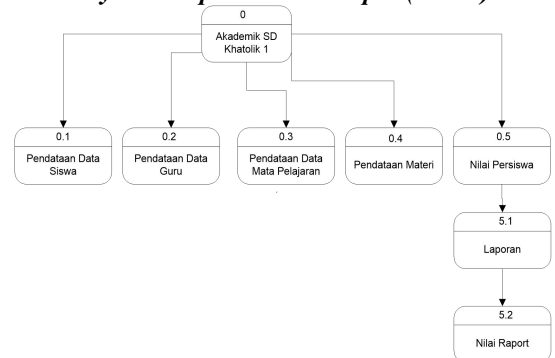 0
Akademik SD
Khatolik 1
0.1
Pendataan Data
Siswa
0.2
Pendataan Data
Guru
0.3
Pendataan Data
Mata Pelajaran
0.4
Pendataan Materi
0.5
Nilai Persiswa
5.1
Laporan
5.2
Nilai Raport